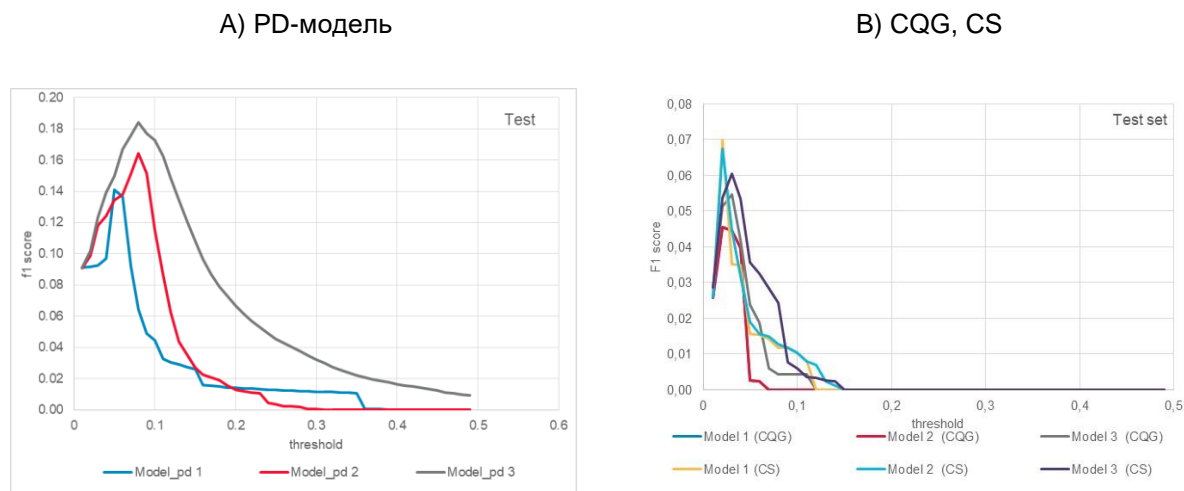 A) PD-модель
B) CQG, CS
0.20
0.18
0.16
0.14
0.12
0.10
0.08
0.06
0.04
0.02
0.00
f1 score
Test
0
0.1
0.2
0.3
0.4
0.5
0.6
threshold
Model_pd 1
Model_pd 2
Model_pd 3
0,08
0,07
0,06
0,05
0,04
0,03
0,02
0,01
0,00
F1 score
Test set
0
0,1
0,2
0,3
0,4
0,5
threshold
Model 1 (CQG)
Model 2 (CQG)
Model 3 (CQG)
Model 1 (CS)
Model 2 (CS)
Model 3 (CS)